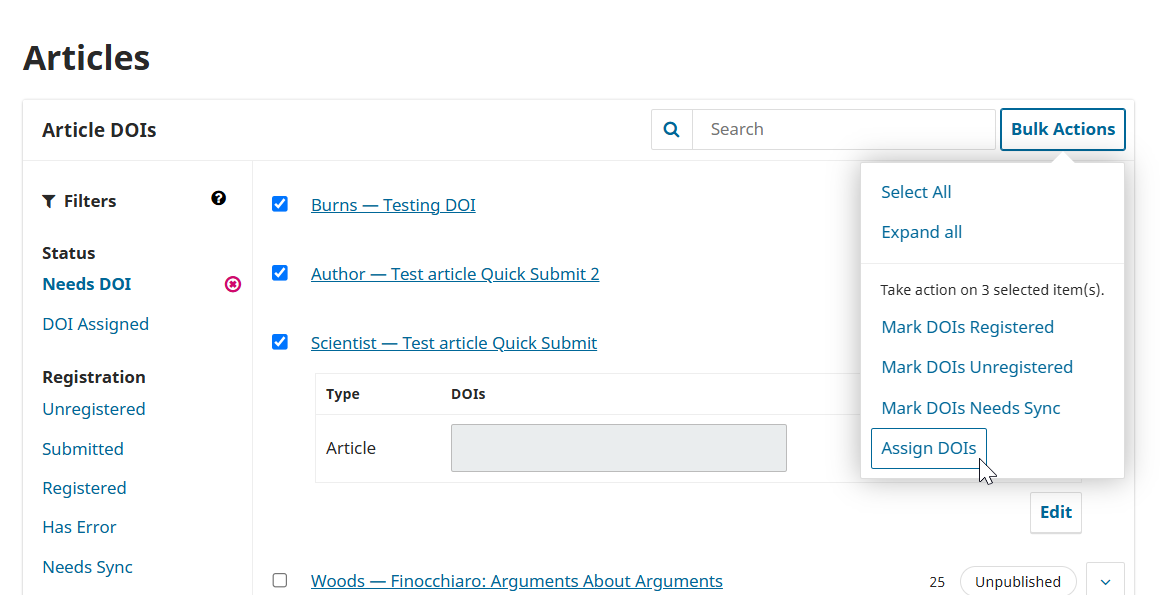 Articles
Article DOIs
Search
Bulk Actions
Filters
Status
Needs DOI
DOI Assigned
Registration
Unregistered
Submitted
Registered
Has Error
Needs Sync
Burns — Testing DOI
Author — Test article Quick Submit 2
Scientist — Test article Quick Submit
Type DOIs
Article
Edit
Woods — Finocchiaro: Arguments About Arguments 25 Unpublished
Select All
Expand all
Take action on 3 selected item(s).
Mark DOIs Registered
Mark DOIs Unregistered
Mark DOIs Needs Sync
Assign DOIs